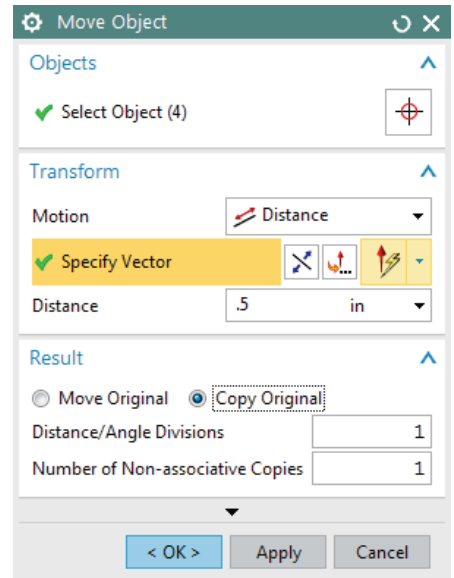 Move Object
Objects
Select Object (4)
Transform
Motion Distance
Specify Vector
Distance .5 in
Result
Move Original Copy Original
Distance/Angle Divisions 1
Number of Non-associative Copies 1
< OK > Apply Cancel